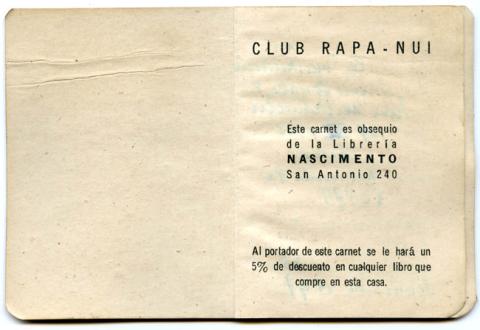 CLUB RAPA-NUI
Este carnet es obsequio
de la Librería
NASCIMENTO
San Antonio 240
Al portador de este carnet se le hará un
5% de descuento en cualquier libro que
compre en esta casa.